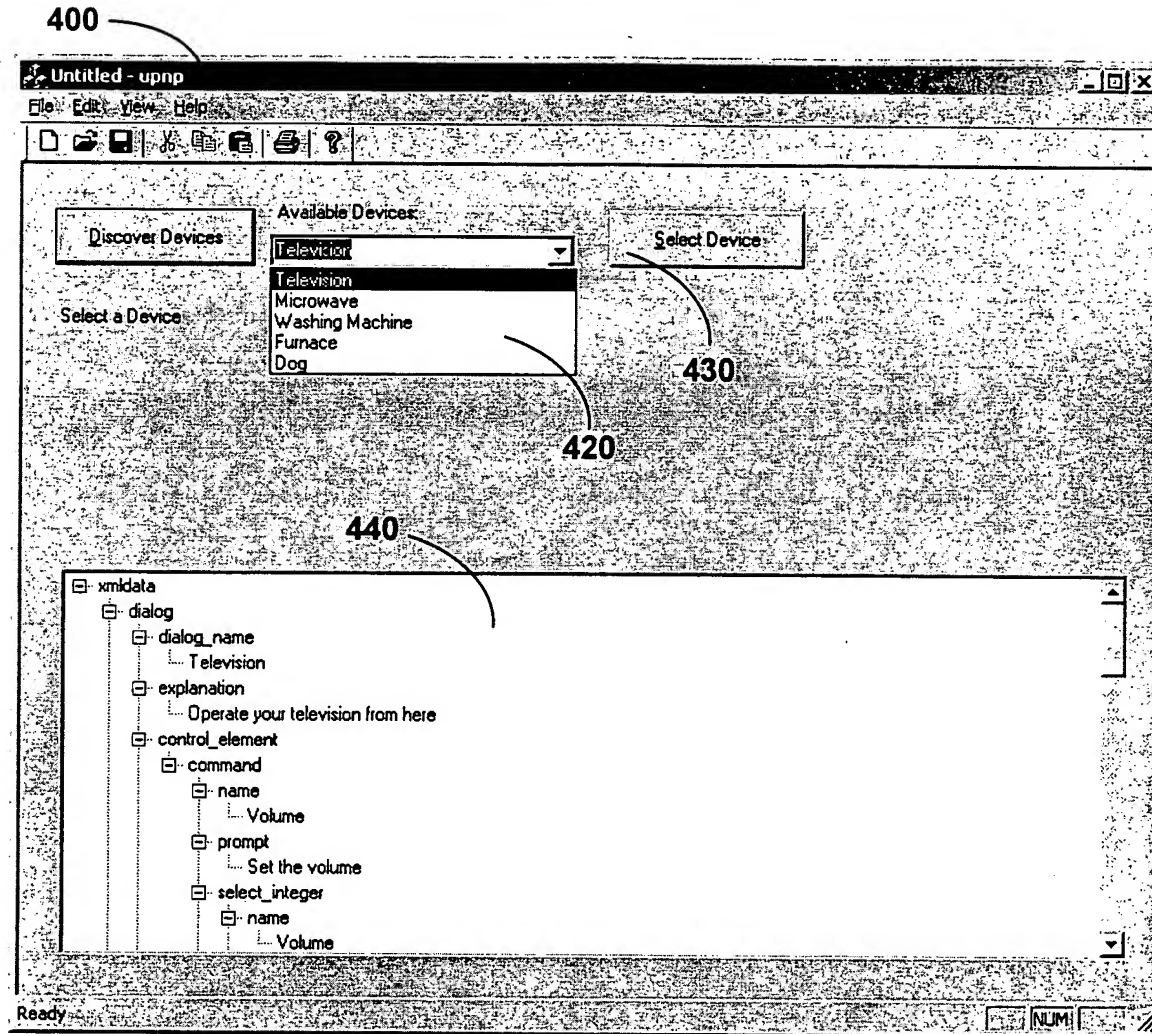 400
Untitled - upnp
File Edit View Help
Discover Devices
Available Devices:
Television
Select Device
Select a Device
Television
Microwave
Washing Machine
Furnace
Dog
430
420
440
xmldata
dialog
dialog_name
Television
explanation
Operate your television from here
control_element
command
name
Volume
prompt
Set the volume
select_integer
name
Volume
Ready
NUM